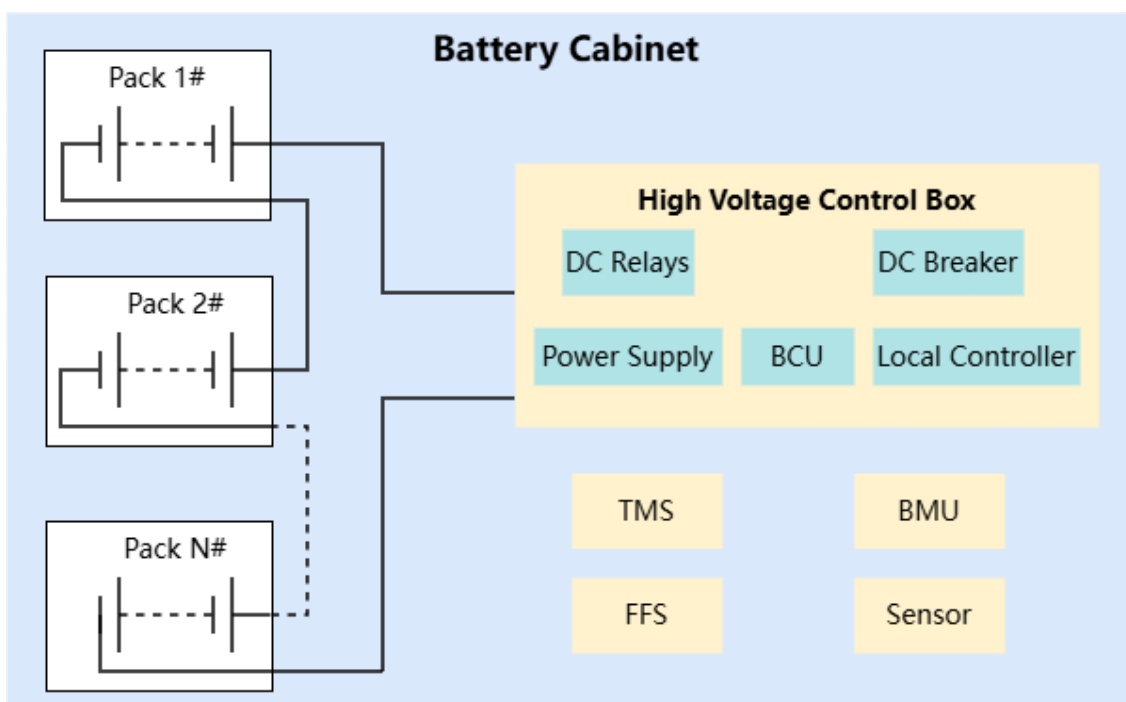 Battery Cabinet
Pack 1#
Pack 2#
Pack N#
High Voltage Control Box
DC Relays
DC Breaker
Power Supply
BCU
Local Controller
TMS
BMU
FFS
Sensor